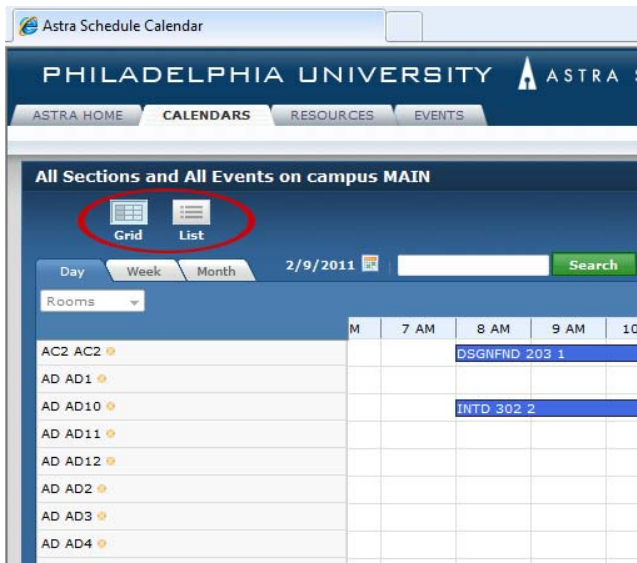 Astra Schedule Calendar
PHILADELPHIA UNIVERSITY ASTRA
ASTRA HOME CALENDARS RESOURCES EVENTS
All Sections and All Events on campus MAIN
Grid List
Day Week Month 2/9/2011 Search
Rooms
M 7 AM 8 AM 9 AM 10
AC2 AC2 DSGNFND 203 1
AD AD1
AD AD10 INTD 302 2
AD AD11
AD AD12
AD AD2
AD AD3
AD AD4